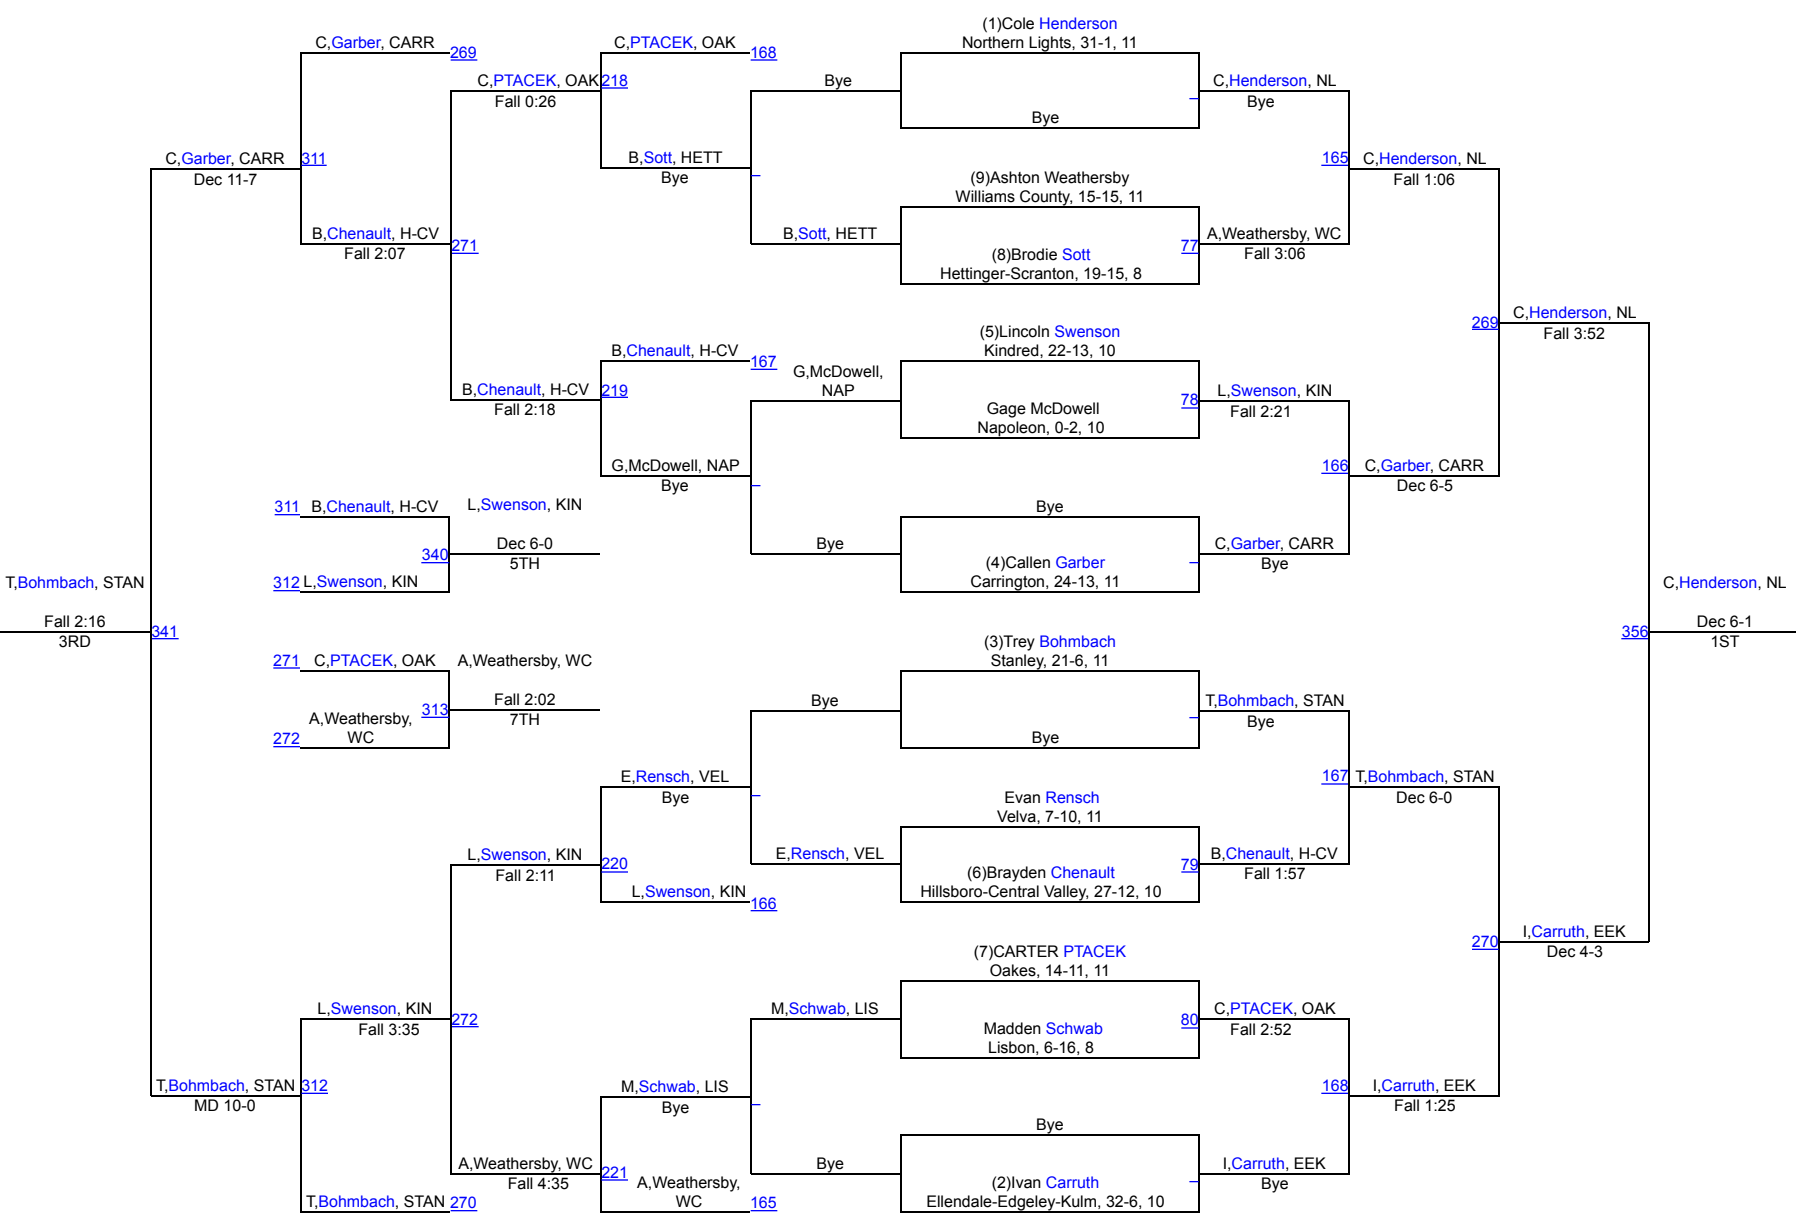 (1)Cole Henderson
Northern Lights, 31-1, 11
C,Garber, CARR
269
C,PTACEK, OAK
168
C,PTACEK, OAK
218
Fall 0:26
Bye
C,Henderson, NL
Bye
Bye
C,Garber, CARR
311
Dec 11-7
B,Sott, HETT
Bye
165
C,Henderson, NL
Fall 1:06
(9)Ashton Weathersby
Williams County, 15-15, 11
B,Chenault, H-CV
271
Fall 2:07
B,Sott, HETT
(8)Brodie Sott
Hettinger-Scranton, 19-15, 8
77
A,Weathersby, WC
Fall 3:06
269
C,Henderson, NL
Fall 3:52
(5)Lincoln Swenson
Kindred, 22-13, 10
B,Chenault, H-CV
167
G,McDowell,
NAP
B,Chenault, H-CV
219
Fall 2:18
Gage McDowell
Napoleon, 0-2, 10
78
L,Swenson, KIN
Fall 2:21
G,McDowell, NAP
Bye
166
C,Garber, CARR
Dec 6-5
311
B,Chenault, H-CV
L,Swenson, KIN
Bye
340
Dec 6-0
5TH
Bye
C,Garber, CARR
Bye
(4)Callen Garber
Carrington, 24-13, 11
312
L,Swenson, KIN
T,Bohmbach, STAN
C,Henderson, NL
Fall 2:16
3RD
341
356
Dec 6-1
1ST
(3)Trey Bohmbach
Stanley, 21-6, 11
271
C,PTACEK, OAK
A,Weathersby, WC
Fall 2:02
7TH
313
A,Weathersby,
WC
272
Bye
T,Bohmbach, STAN
Bye
Bye
E,Rensch, VEL
Bye
167
T,Bohmbach, STAN
Dec 6-0
Evan Rensch
Velva, 7-10, 11
L,Swenson, KIN
220
Fall 2:11
E,Rensch, VEL
(6)Brayden Chenault
Hillsboro-Central Valley, 27-12, 10
79
B,Chenault, H-CV
Fall 1:57
L,Swenson, KIN
166
270
I,Carruth, EEK
Dec 4-3
(7)CARTER PTACEK
Oakes, 14-11, 11
L,Swenson, KIN
272
Fall 3:35
M,Schwab, LIS
Madden Schwab
Lisbon, 6-16, 8
80
C,PTACEK, OAK
Fall 2:52
T,Bohmbach, STAN
312
MD 10-0
M,Schwab, LIS
Bye
168
I,Carruth, EEK
Fall 1:25
Bye
A,Weathersby, WC
221
Fall 4:35
Bye
(2)Ivan Carruth
Ellendale-Edgeley-Kulm, 32-6, 10
I,Carruth, EEK
Bye
T,Bohmbach, STAN
270
A,Weathersby,
WC
165